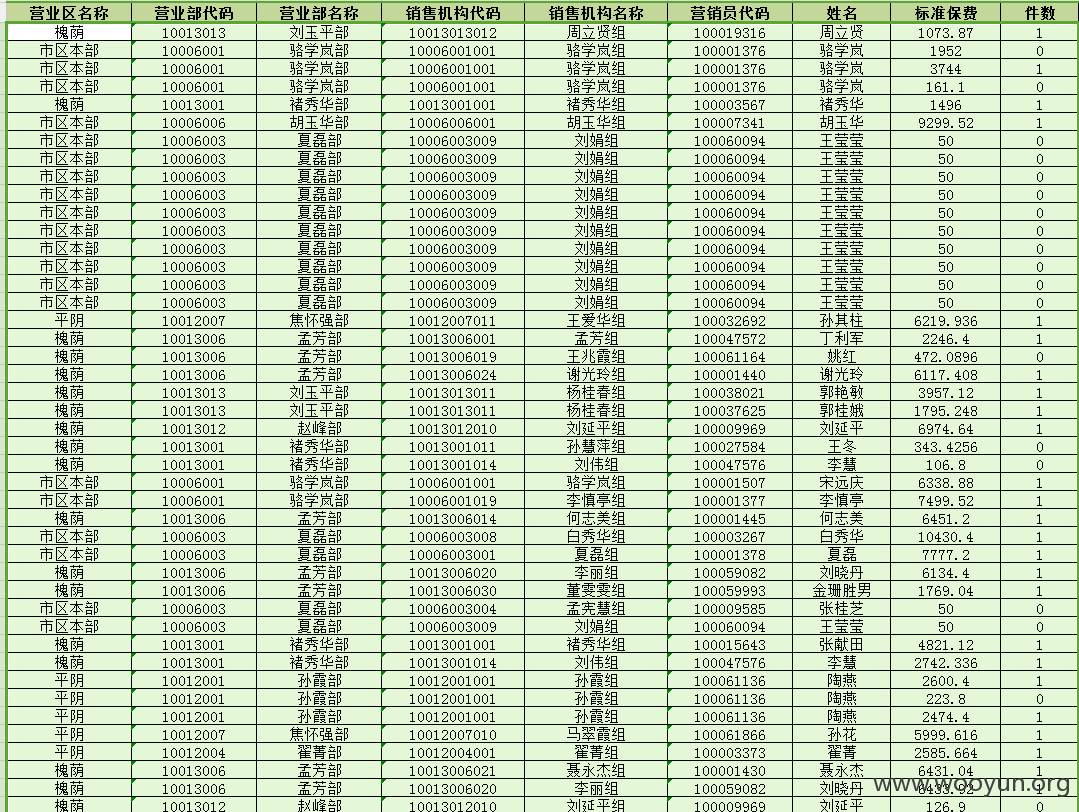 营业区名称 营业部代码 营业部名称 销售机构代码 销售机构名称 营销员代码 姓名 标准保费 件数
槐荫 10013013 刘玉平部 10013013012 周立贤组 100019316 周立贤 1073.87 1
市区本部 10006001 骆学岚部 10006001001 骆学岚组 100001376 骆学岚 1952 0
市区本部 10006001 骆学岚部 10006001001 骆学岚组 100001376 骆学岚 3744 1
市区本部 10006001 骆学岚部 10006001001 骆学岚组 100001376 骆学岚 161.1 0
槐荫 10013001 褚秀华部 10013001001 褚秀华组 100003567 褚秀华 1496 1
市区本部 10006006 胡玉华部 10006006001 胡玉华组 100007341 胡玉华 9299.52 1
市区本部 10006003 夏磊部 10006003009 刘娟组 100060094 王莹莹 50 0
市区本部 10006003 夏磊部 10006003009 刘娟组 100060094 王莹莹 50 0
市区本部 10006003 夏磊部 10006003009 刘娟组 100060094 王莹莹 50 0
市区本部 10006003 夏磊部 10006003009 刘娟组 100060094 王莹莹 50 0
市区本部 10006003 夏磊部 10006003009 刘娟组 100060094 王莹莹 50 0
市区本部 10006003 夏磊部 10006003009 刘娟组 100060094 王莹莹 50 0
市区本部 10006003 夏磊部 10006003009 刘娟组 100060094 王莹莹 50 0
市区本部 10006003 夏磊部 10006003009 刘娟组 100060094 王莹莹 50 0
市区本部 10006003 夏磊部 10006003009 刘娟组 100060094 王莹莹 50 0
市区本部 10006003 夏磊部 10006003009 刘娟组 100060094 王莹莹 50 0
平阴 10012007 焦怀强部 10012007011 王爱华组 100032692 孙其柱 6219.936 1
槐荫 10013006 孟芳部 10013006001 孟芳组 100047572 丁利军 2246.4 1
槐荫 10013006 孟芳部 10013006019 王兆霞组 100061164 姚红 472.0896 0
槐荫 10013006 孟芳部 10013006024 谢光玲组 100001440 谢光玲 6117.408 1
槐荫 10013013 刘玉平部 10013013011 杨桂春组 100038021 郭艳敏 3957.12 1
槐荫 10013013 刘玉平部 10013013011 杨桂春组 100037625 郭桂娥 1795.248 1
槐荫 10013012 赵峰部 10013012010 刘延平组 100009969 刘延平 6974.64 1
槐荫 10013001 褚秀华部 10013001011 孙慧萍组 100027584 王冬 343.4256 0
槐荫 10013001 褚秀华部 10013001014 刘伟组 100047576 李慧 106.8 0
市区本部 10006001 骆学岚部 10006001001 骆学岚组 100001507 宋远庆 6338.88 1
市区本部 10006001 骆学岚部 10006001019 李慎亭组 100001377 李慎亭 7499.52 1
槐荫 10013006 孟芳部 10013006014 何志美组 100001445 何志美 6451.2 1
市区本部 10006003 夏磊部 10006003008 白秀华组 100003267 白秀华 10430.4 1
市区本部 10006003 夏磊部 10006003001 夏磊组 100001378 夏磊 7777.2 1
槐荫 10013006 孟芳部 10013006020 李丽组 100059082 刘晓丹 6134.4 1
槐荫 10013006 孟芳部 10013006030 董雯雯组 100059993 金珊胜男 1769.04 1
市区本部 10006003 夏磊部 10006003004 孟宪慧组 100009585 张桂芝 50 0
市区本部 10006003 夏磊部 10006003009 刘娟组 100060094 王莹莹 50 0
槐荫 10013001 褚秀华部 10013001001 褚秀华组 100015643 张献田 4821.12 1
槐荫 10013001 褚秀华部 10013001014 刘伟组 100047576 李慧 2742.336 1
平阴 10012001 孙霞部 10012001001 孙霞组 100061136 陶燕 2600.4 1
平阴 10012001 孙霞部 10012001001 孙霞组 100061136 陶燕 223.8 0
平阴 10012001 孙霞部 10012001001 孙霞组 100061136 陶燕 2474.4 1
平阴 10012007 焦怀强部 10012007010 马翠霞组 100061866 孙花 5999.616 1
平阴 10012004 翟菁部 10012004001 翟菁组 100003373 翟菁 2585.664 1
槐荫 10013006 孟芳部 10013006021 聂永杰组 100001430 聂永杰 6431.04 1
槐荫 10013006 孟芳部 10013006020 李丽组 100059082 刘晓丹 1
www.wooyun.org
槐荫 10013012 赵峰部 10013012010 刘延平组 100009969 刘延平 126.9 0